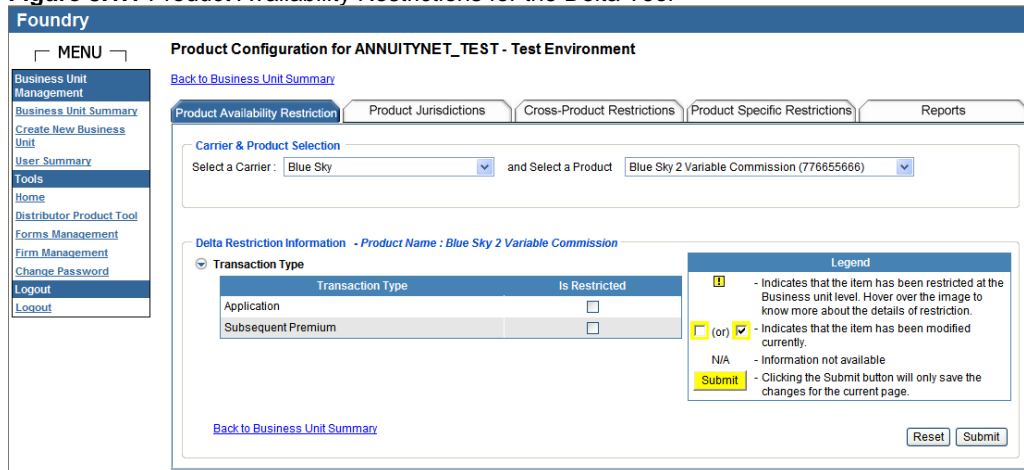 Foundry
MENU
Business Unit Management
Business Unit Summary
Create New Business Unit
User Summary
Tools
Home
Distributor Product Tool
Forms Management
Firm Management
Change Password
Logout
Logout
Product Configuration for ANNUITYNET_TEST - Test Environment
Back to Business Unit Summary
Product Availability Restriction
Product Jurisdictions
Cross-Product Restrictions
Product Specific Restrictions
Reports
Carrier & Product Selection
Select a Carrier : Blue Sky and Select a Product Blue Sky 2 Variable Commission (776655666)
Delta Restriction Information - Product Name : Blue Sky 2 Variable Commission
Transaction Type
Transaction Type Is Restricted
Application
Subsequent Premium
Legend
! - Indicates that the item has been restricted at the
Business unit level. Hover over the image to
know more about the details of restriction.
(or) - Indicates that the item has been modified
currently.
N/A - Information not available
Submit - Clicking the Submit button will only save the
changes for the current page.
Back to Business Unit Summary
Reset Submit